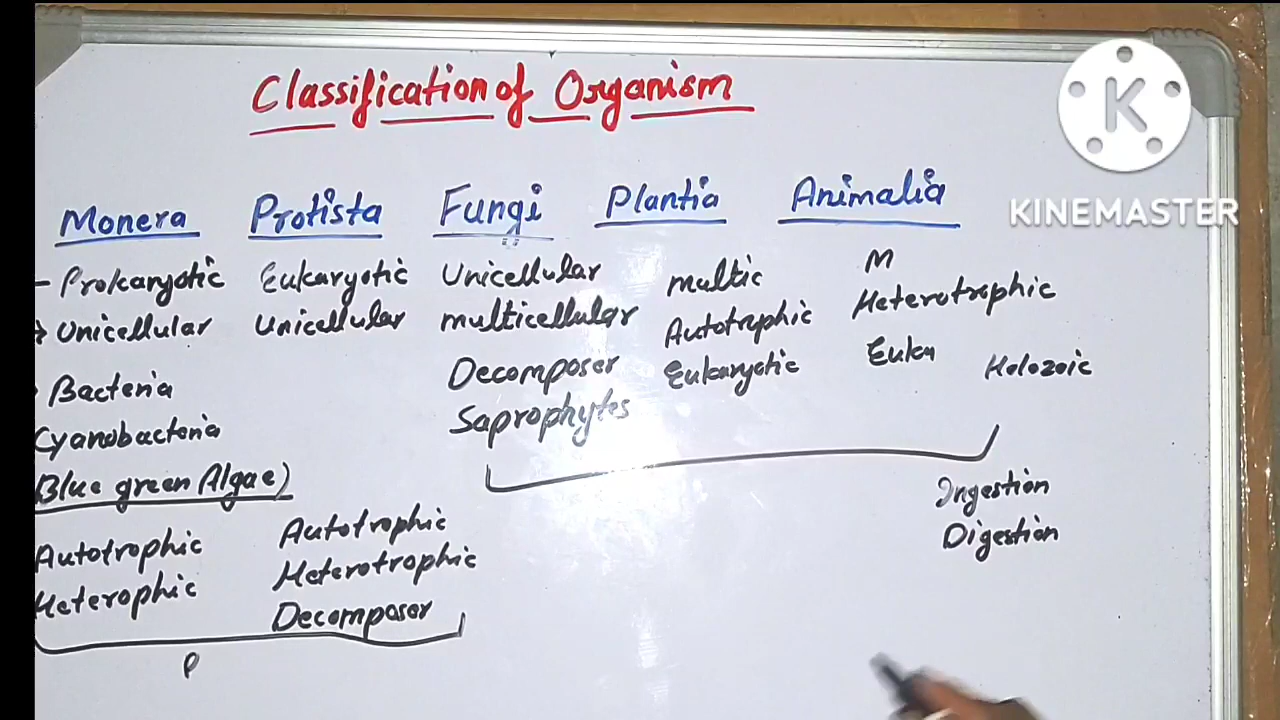 Classification of Organism
K
KINEMASTER
Monera Protista Fungi Plantia Animalia
- Prokaryotic
→ Unicellular
Bacteria
Cyanobacteria
(Blue green Algae)
Autotrophic
Heterophic
P
Eukaryotic
Unicellular
Autotrophic
Heterotrophic
Decomposer
Unicellular
multicellular
Decomposer
Saprophytes
multic
Autotrophic
Eukaryotic
M
Heterotrophic
Euka
Holozoic
Ingestion
Digestion